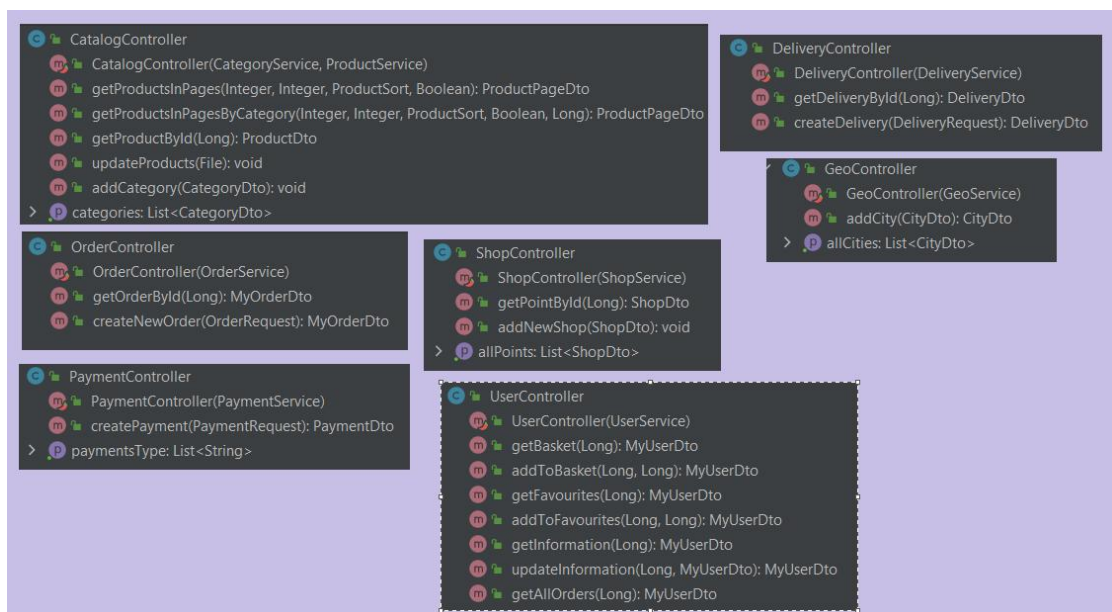 CatalogController
CatalogController(CategoryService, ProductService)
getProductsInPages(Integer, Integer, ProductSort, Boolean): ProductPageDto
getProductsInPagesByCategory(Integer, Integer, ProductSort, Boolean, Long): ProductPageDto
getProductById(Long): ProductDto
updateProducts(File): void
addCategory(CategoryDto): void
categories: List<CategoryDto>
DeliveryController
DeliveryController(DeliveryService)
getDeliveryById(Long): DeliveryDto
createDelivery(DeliveryRequest): DeliveryDto
GeoController
GeoController(GeoService)
addCity(CityDto): CityDto
allCities: List<CityDto>
OrderController
OrderController(OrderService)
getOrderById(Long): MyOrderDto
createNewOrder(OrderRequest): MyOrderDto
ShopController
ShopController(ShopService)
getPointById(Long): ShopDto
addNewShop(ShopDto): void
allPoints: List<ShopDto>
PaymentController
PaymentController(PaymentService)
createPayment(PaymentRequest): PaymentDto
paymentsType: List<String>
UserController
UserController(UserService)
getBasket(Long): MyUserDto
addToBasket(Long, Long): MyUserDto
getFavourites(Long): MyUserDto
addToFavourites(Long, Long): MyUserDto
getInformation(Long): MyUserDto
updateInformation(Long, MyUserDto): MyUserDto
getAllOrders(Long): MyUserDto